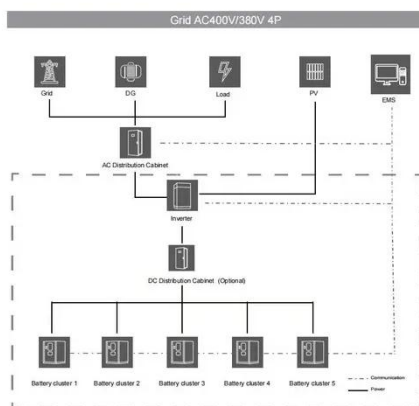 Grid AC400V/380V 4P
Grid
DG
Load
PV
EMS
AC Distribution Cabinet
Inverter
DC Distribution Cabinet (Optional)
Battery cluster 1
Battery cluster 2
Battery cluster 3
Battery cluster 4
Battery cluster 5
Communication
Power